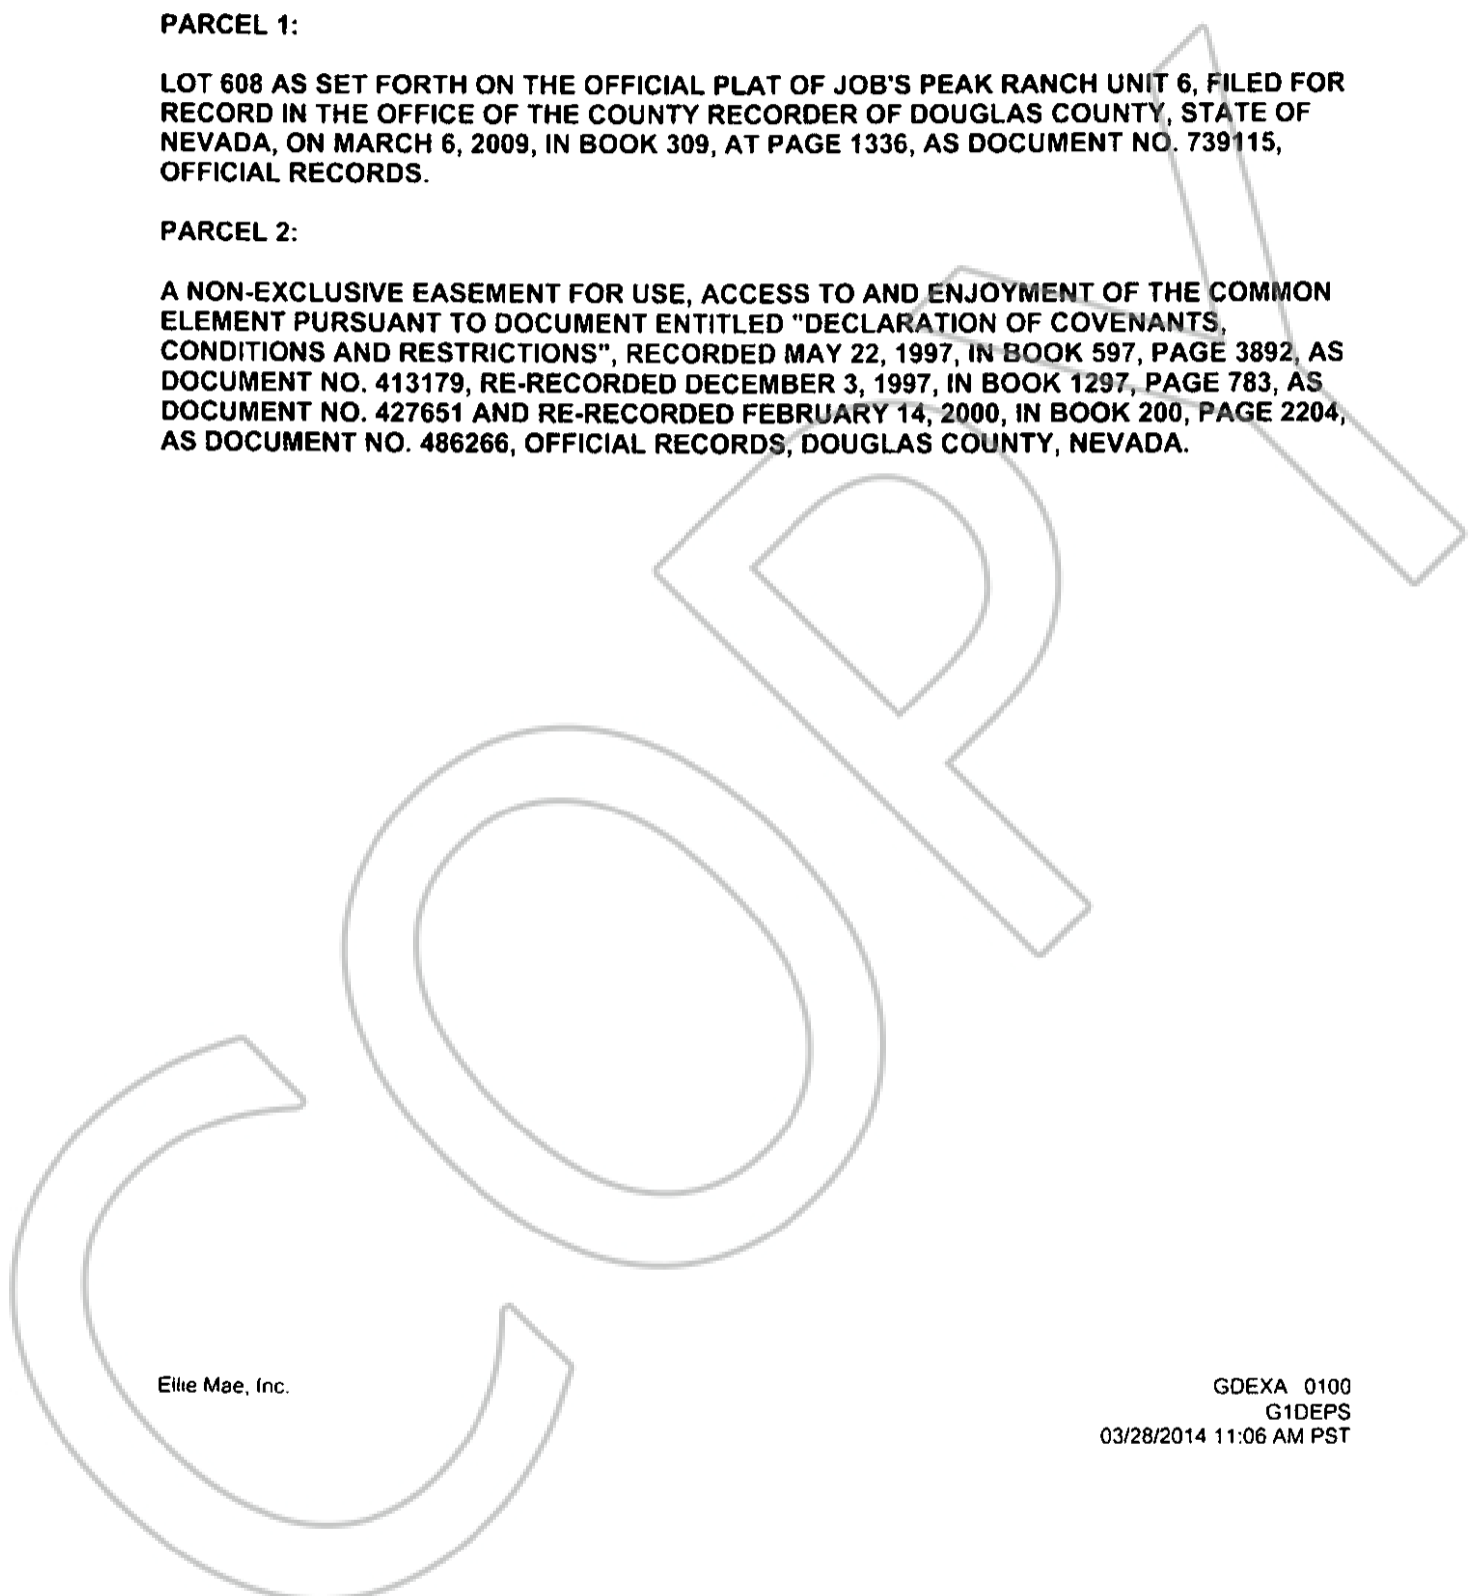 PARCEL 1:
LOT 608 AS SET FORTH ON THE OFFICIAL PLAT OF JOB'S PEAK RANCH UNIT 6, FILED FOR
RECORD IN THE OFFICE OF THE COUNTY RECORDER OF DOUGLAS COUNTY, STATE OF
NEVADA, ON MARCH 6, 2009, IN BOOK 309, AT PAGE 1336, AS DOCUMENT NO. 739115,
OFFICIAL RECORDS.
PARCEL 2:
A NON-EXCLUSIVE EASEMENT FOR USE, ACCESS TO AND ENJOYMENT OF THE COMMON
ELEMENT PURSUANT TO DOCUMENT ENTITLED "DECLARATION OF COVENANTS,
CONDITIONS AND RESTRICTIONS", RECORDED MAY 22, 1997, IN BOOK 597, PAGE 3892, AS
DOCUMENT NO. 413179, RE-RECORDED DECEMBER 3, 1997, IN BOOK 1297, PAGE 783, AS
DOCUMENT NO. 427651 AND RE-RECORDED FEBRUARY 14, 2000, IN BOOK 200, PAGE 2204,
AS DOCUMENT NO. 486266, OFFICIAL RECORDS, DOUGLAS COUNTY, NEVADA.
COPY
Ellie Mae, Inc.
GDEXA 0100
G1DEPS
03/28/2014 11:06 AM PST